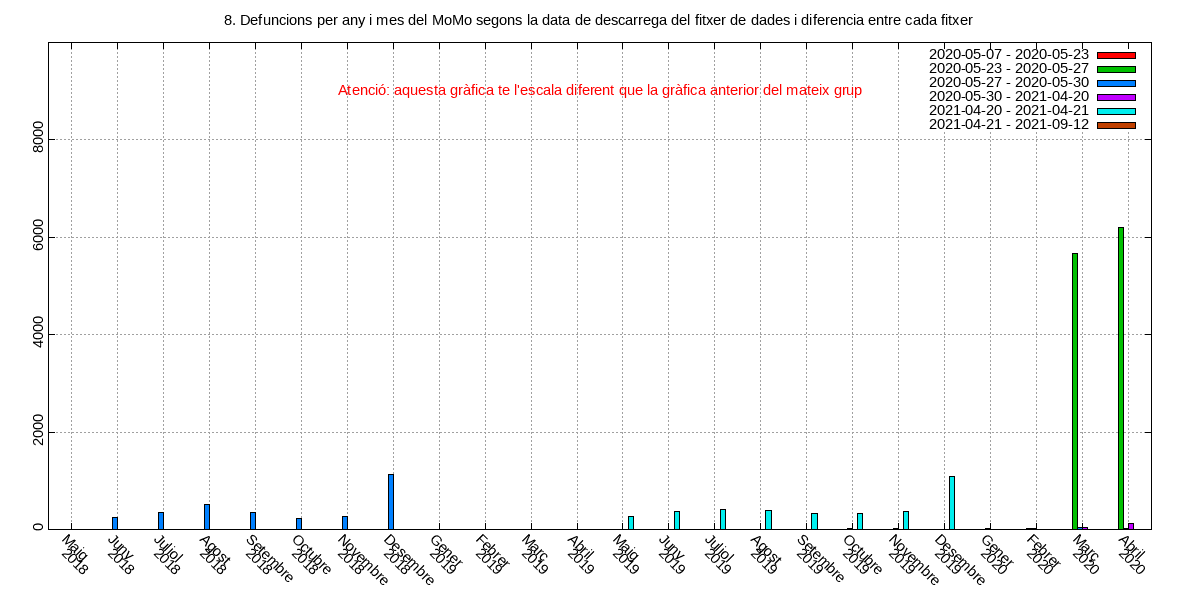 8. Defuncions per any i mes del MoMo segons la data de descarrega del fitxer de dades i diferencia entre cada fitxer
2020-05-07 - 2020-05-23
2020-05-23 - 2020-05-27
2020-05-27 - 2020-05-30
2020-05-30 - 2021-04-20
2021-04-20 - 2021-04-21
2021-04-21 - 2021-09-12
Atenció: aquesta gràfica te l'escala diferent que la gràfica anterior del mateix grup
8000
6000
4000
2000
0
Maig
2018
Juny
2018
Juliol
2018
Agost
2018
Setembre
2018
Octubre
2018
Novembre
2018
Desembre
2018
Gener
2019
Febrer
2019
Març
2019
Abril
2019
Maig
2019
Juny
2019
Juliol
2019
Agost
2019
Setembre
2019
Octubre
2019
Novembre
2019
Desembre
2019
Gener
2020
Febrer
2020
Març
2020
Abril
2020